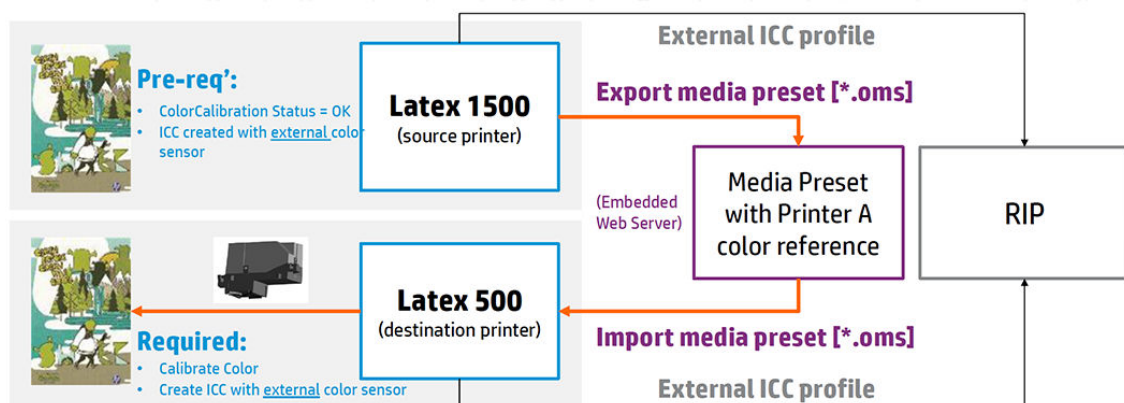 External ICC profile
Pre-req’:
• ColorCalibration Status = OK
• ICC created with external color
sensor
Latex 1500
(source printer)
Export media preset [*.oms]
(Embedded
Web Server)
Media Preset
with Printer A
color reference
RIP
Latex 500
(destination printer)
Import media preset [*.oms]
Required:
• Calibrate Color
• Create ICC with external color sensor
External ICC profile